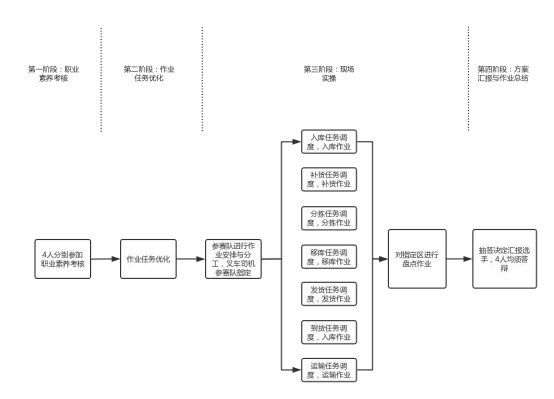 第一阶段：职业
素养考核
第二阶段：作业
任务优化
第三阶段：现场
实操
第四阶段：方案
汇报与作业总结
入库任务调
度，入库作业
补货任务调
度，补货作业
分拣任务调
度，分拣作业
4人分别参加
职业素养考核
作业任务优化
参赛队进行作
业安排与分
工，叉车司机
参赛队指定
移库任务调
度，移库作业
对指定区进行
盘点作业
抽签决定汇报选
手，4人均须答
辩
发货任务调
度，发货作业
到货任务调
度，入库作业
运输任务调
度，运输作业